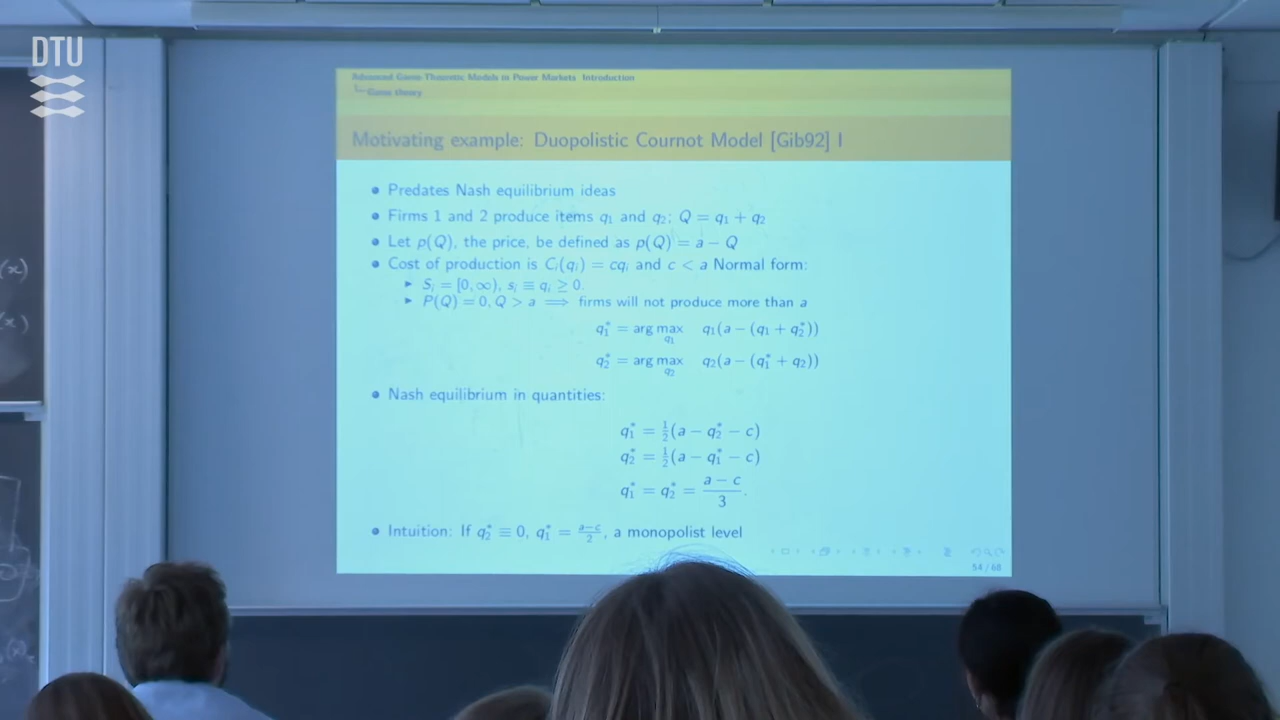 DTU
Advanced Game-Theoretic Models in Power Markets Introduction
Game theory
Motivating example: Duopolistic Cournot Model [Gib92] I
• Predates Nash equilibrium ideas
• Firms 1 and 2 produce items q₁ and q₂; Q = q₁ + q₂
• Let p(Q), the price, be defined as p(Q) = a − Q
• Cost of production is Cᵢ(qᵢ) = cqᵢ and c < a Normal form:
▶ Sᵢ = [0, ∞), sᵢ ≡ qᵢ ≥ 0.
▶ P(Q) = 0, Q > a ⟹ firms will not produce more than a
q₁* = arg max_{q₁} q₁(a − (q₁ + q₂*))
q₂* = arg max_{q₂} q₂(a − (q₁* + q₂))
• Nash equilibrium in quantities:
q₁* = ½(a − q₂* − c)
q₂* = ½(a − q₁* − c)
q₁* = q₂* = (a − c)/3.
• Intuition: If q₂* ≡ 0, q₁* = (a−c)/2, a monopolist level
54 / 68
(x)